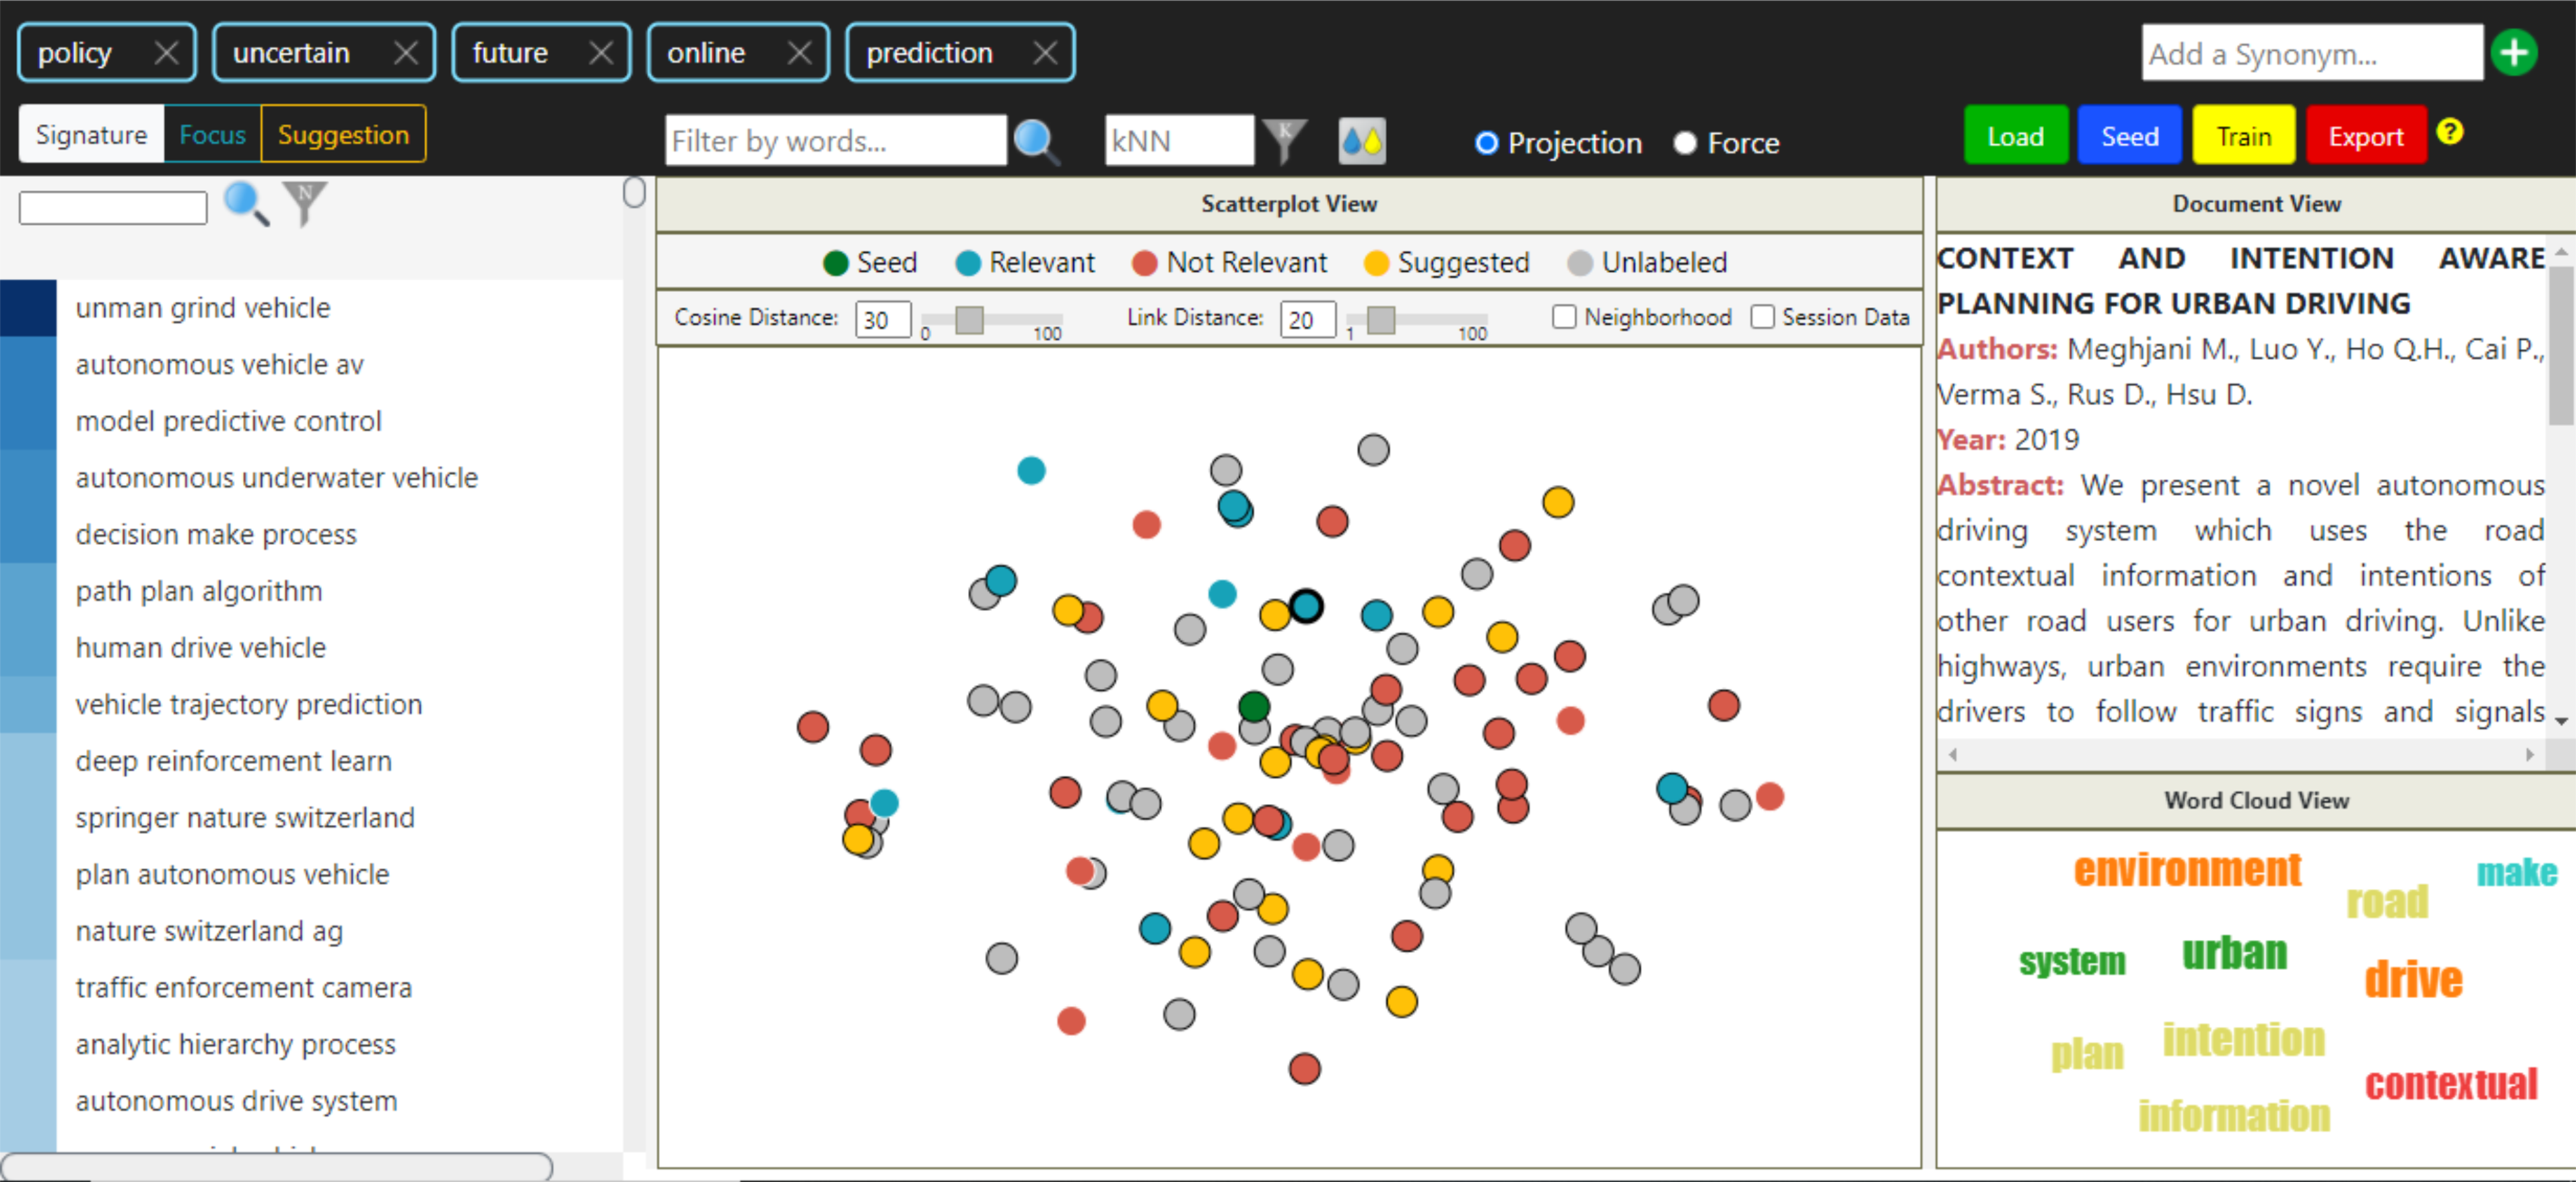 policy
uncertain
future
online
prediction
Add a Synonym...
Signature
Focus
Suggestion
Filter by words...
kNN
K
Projection
Force
Load
Seed
Train
Export
?
N
unman grind vehicle
autonomous vehicle av
model predictive control
autonomous underwater vehicle
decision make process
path plan algorithm
human drive vehicle
vehicle trajectory prediction
deep reinforcement learn
springer nature switzerland
plan autonomous vehicle
nature switzerland ag
traffic enforcement camera
analytic hierarchy process
autonomous drive system
Scatterplot View
Seed
Relevant
Not Relevant
Suggested
Unlabeled
Cosine Distance: 30
0
100
Link Distance: 20
1
100
Neighborhood
Session Data
Document View
CONTEXT AND INTENTION AWARE
PLANNING FOR URBAN DRIVING
Authors: Meghjani M., Luo Y., Ho Q.H., Cai P.,
Verma S., Rus D., Hsu D.
Year: 2019
Abstract: We present a novel autonomous
driving system which uses the road
contextual information and intentions of
other road users for urban driving. Unlike
highways, urban environments require the
drivers to follow traffic signs and signals
Word Cloud View
environment
make
road
system
urban
drive
plan
intention
contextual
information